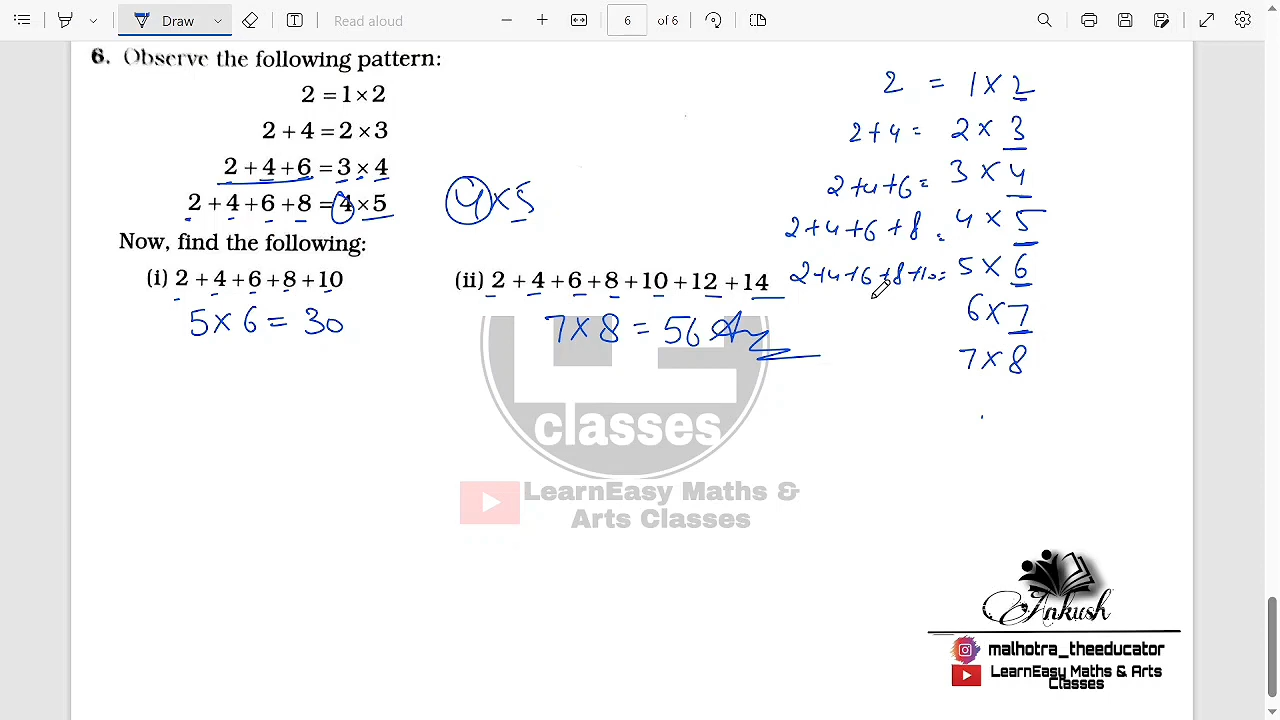 Draw
Read aloud
6
of 6
6. Observe the following pattern:
2 = 1 × 2
2 + 4 = 2 × 3
2 + 4 + 6 = 3 × 4
2 + 4 + 6 + 8 = 4 × 5
4 × 5
Now, find the following:
(i) 2 + 4 + 6 + 8 + 10
5 × 6 = 30
(ii) 2 + 4 + 6 + 8 + 10 + 12 + 14
7 × 8 = 56 Ans
2 = 1 × 2
2+4 = 2 × 3
2+4+6 = 3 × 4
2+4+6+8 = 4 × 5
2+4+6+8+10= 5 × 6
6 × 7
7 × 8
classes
LearnEasy Maths &
Arts Classes
Ankush
malhotra_theeducator
LearnEasy Maths & Arts
Classes